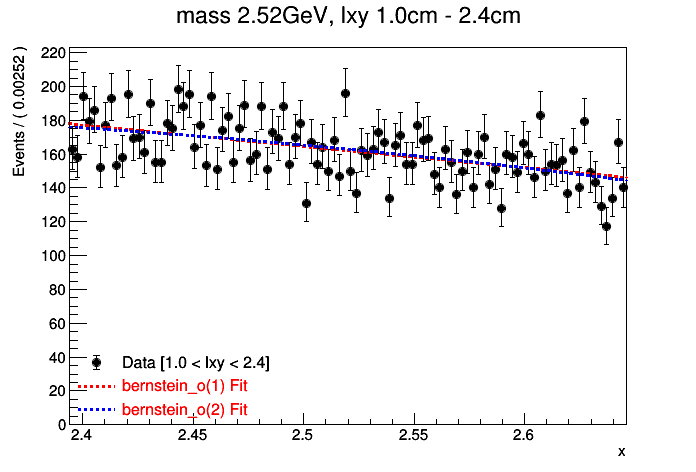 mass 2.52GeV, lxy 1.0cm - 2.4cm
Events / ( 0.00252 )
220
200
180
160
140
120
100
80
60
40
20
0
Data [1.0 < lxy < 2.4]
bernstein_o(1) Fit
bernstein_o(2) Fit
2.4 2.45 2.5 2.55 2.6
x